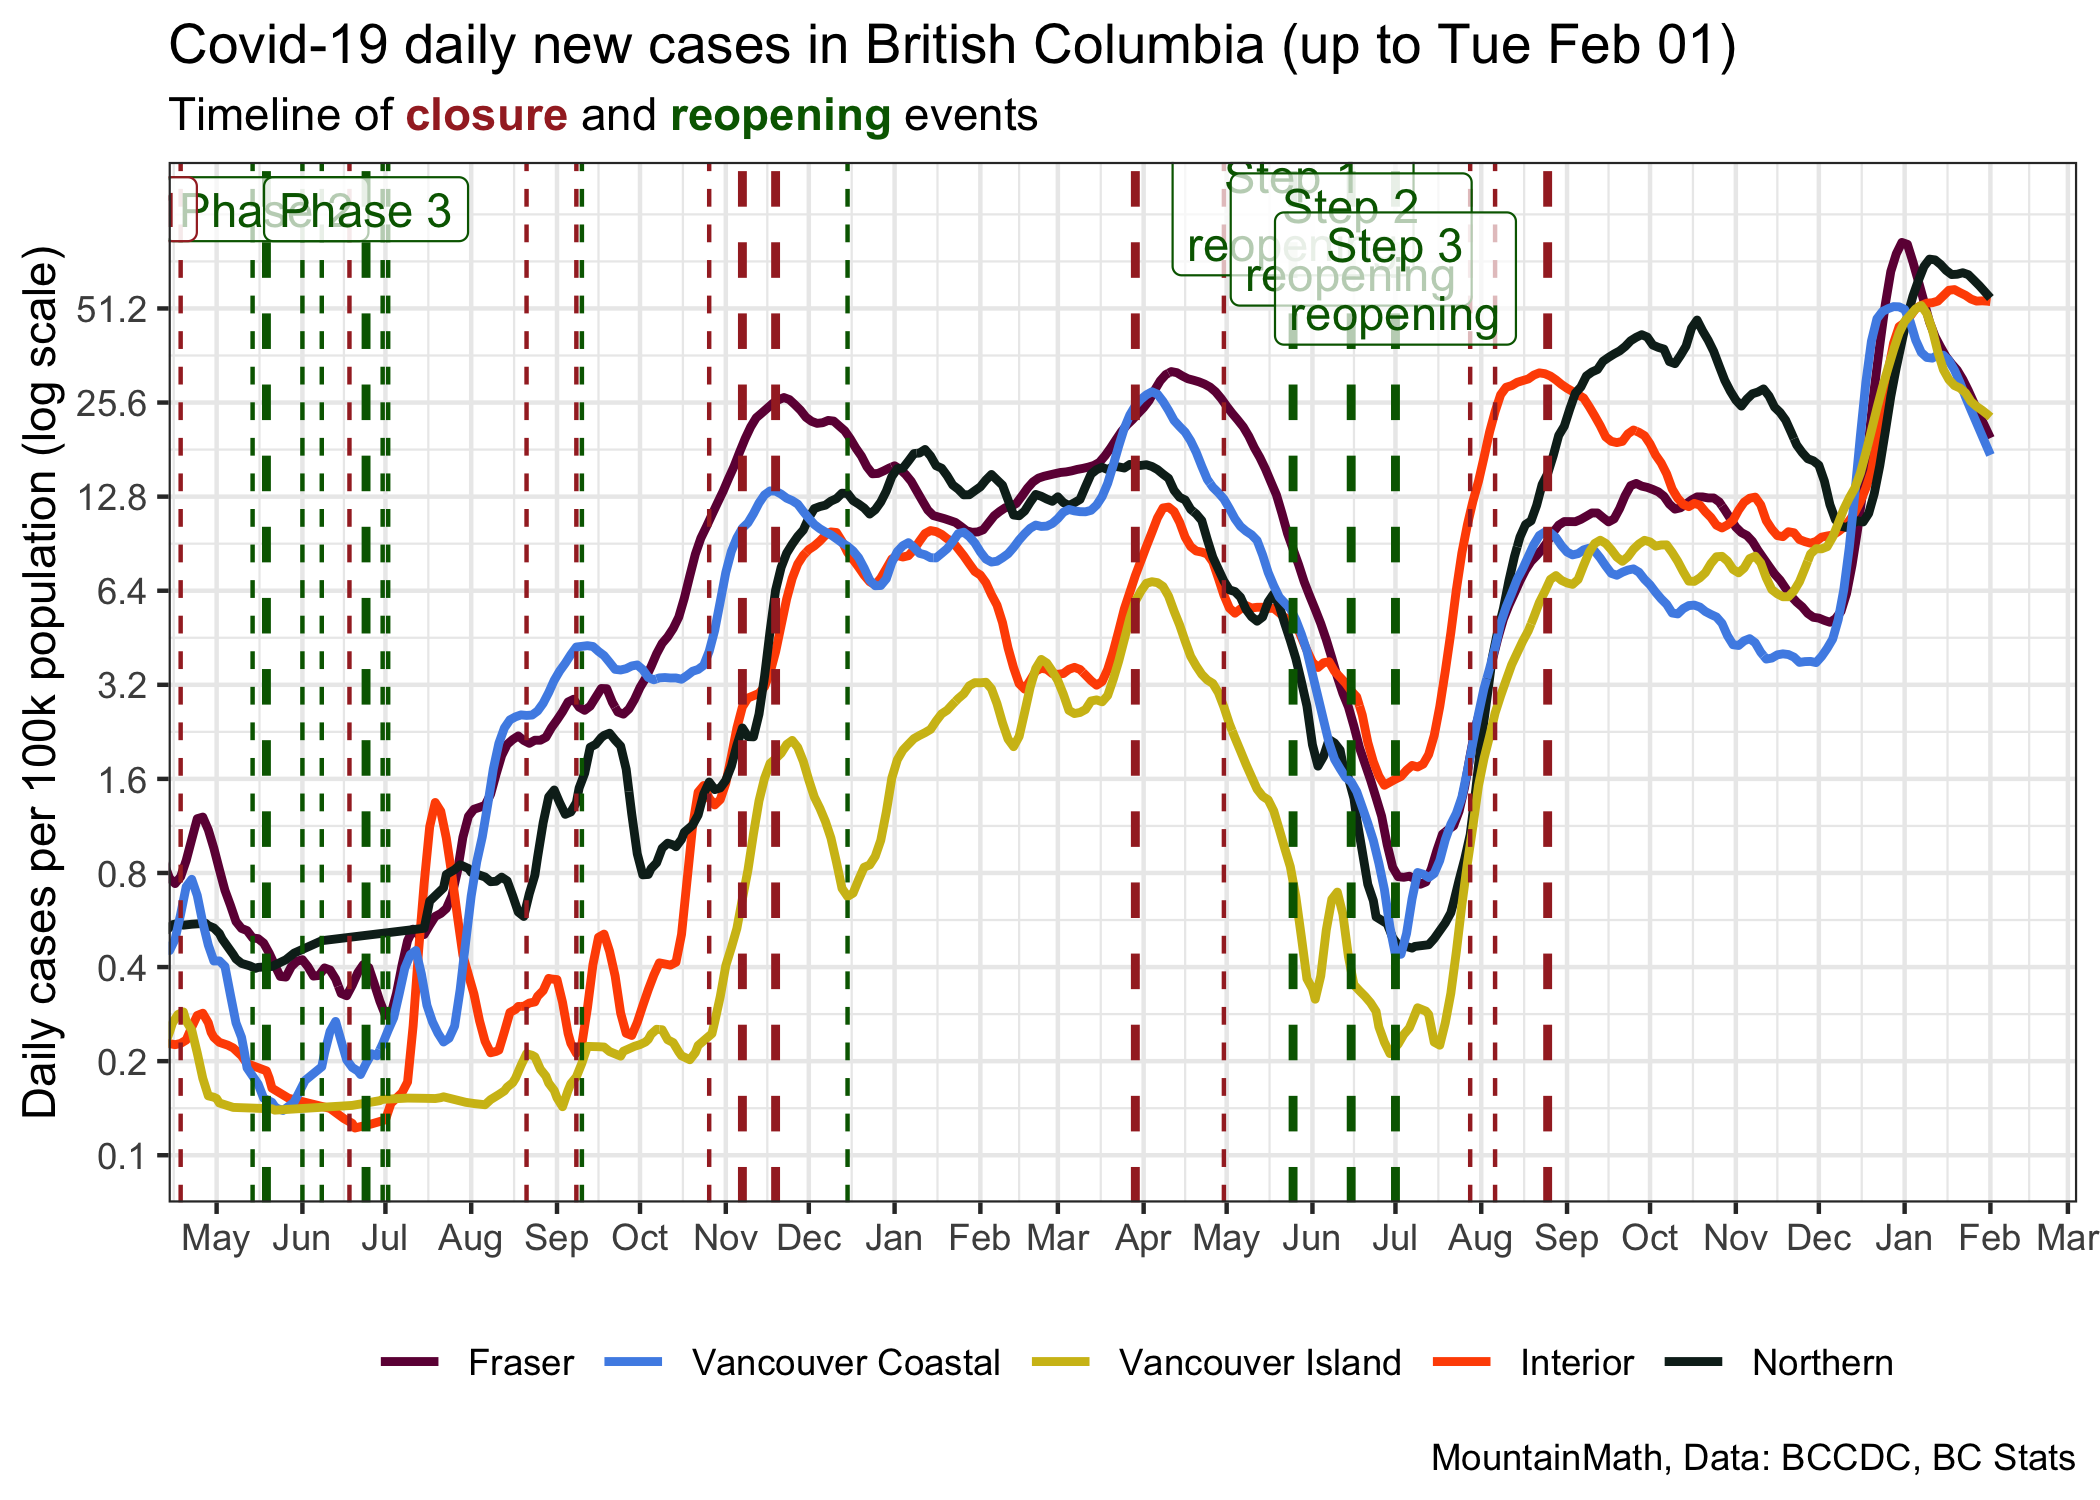 Covid-19 daily new cases in British Columbia (up to Tue Feb 01)
Timeline of closure and reopening events
Phase 2
Phase 3
Step 1
reopening
Step 2
reopening
Step 3
reopening
Daily cases per 100k population (log scale)
51.2
25.6
12.8
6.4
3.2
1.6
0.8
0.4
0.2
0.1
May Jun Jul Aug Sep Oct Nov Dec Jan Feb Mar Apr May Jun Jul Aug Sep Oct Nov Dec Jan Feb Mar
Fraser Vancouver Coastal Vancouver Island Interior Northern
MountainMath, Data: BCCDC, BC Stats